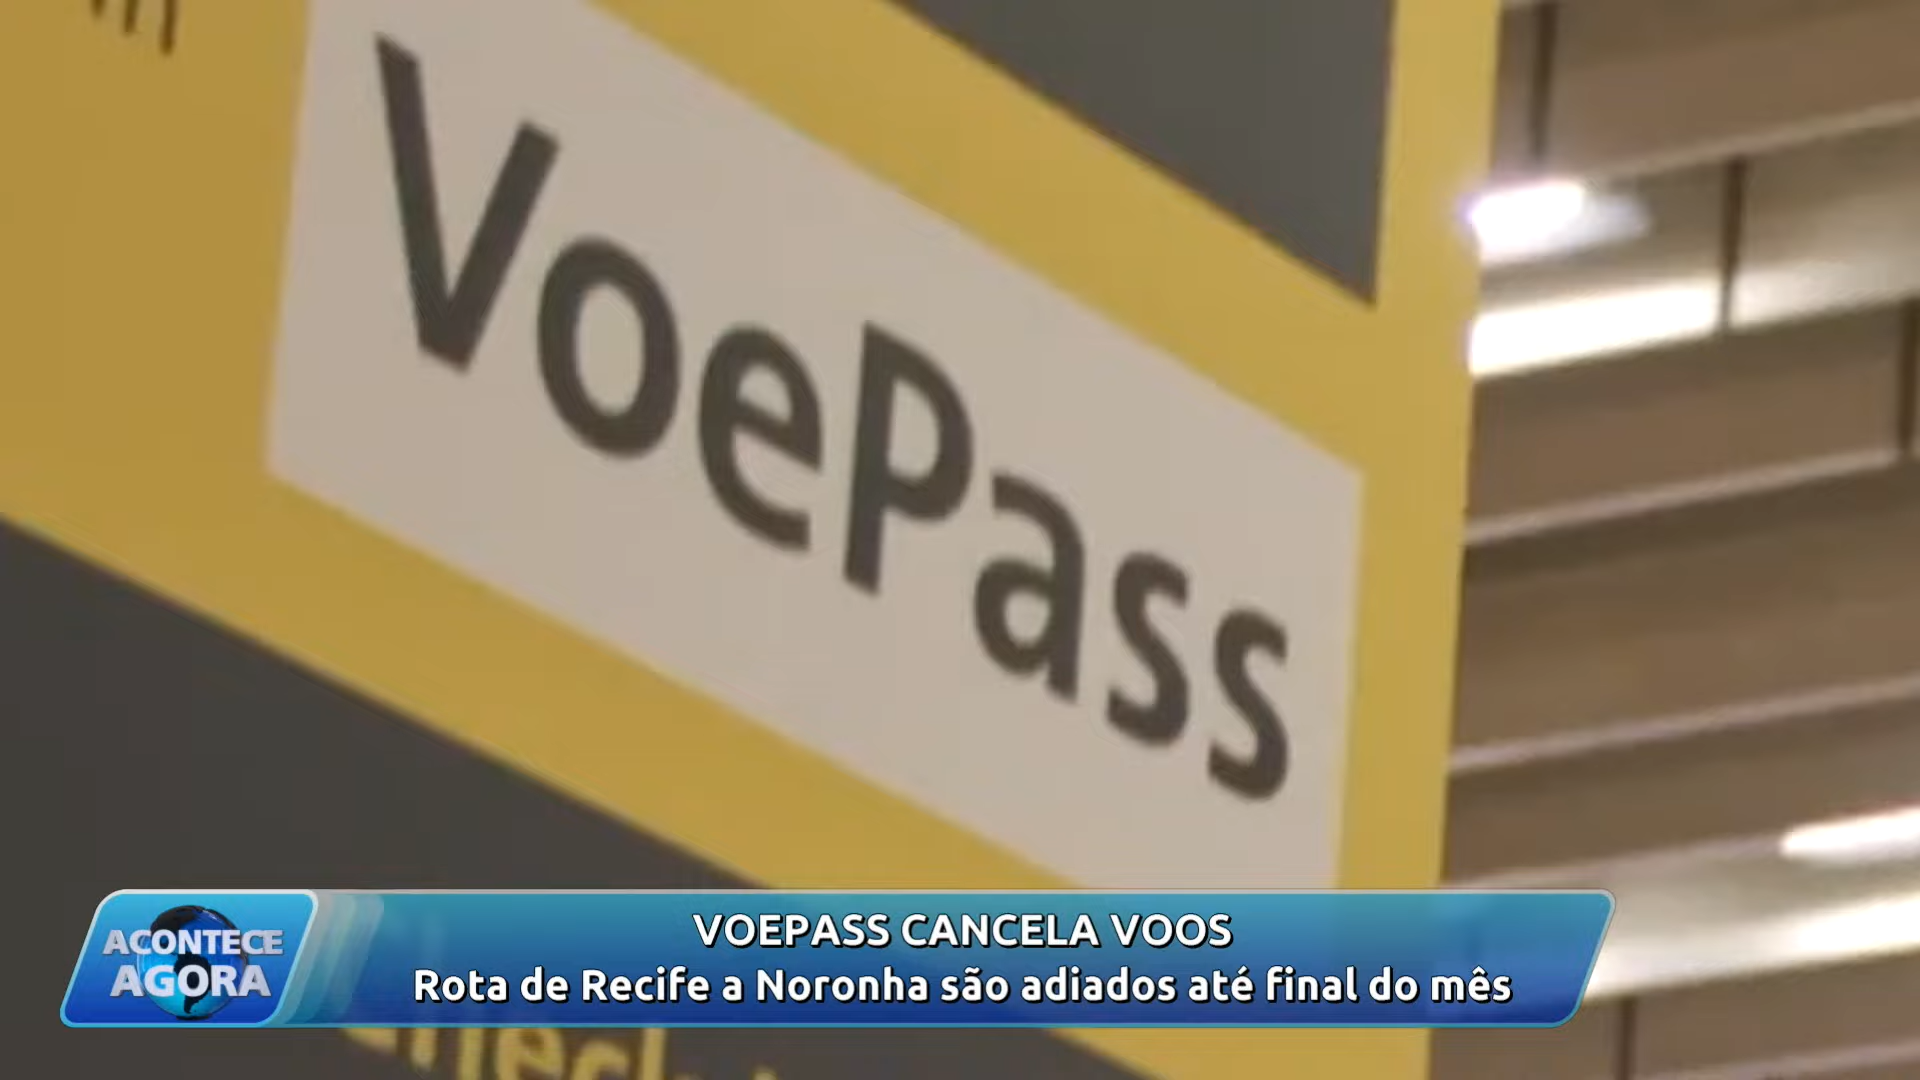 VoePass
ACONTECE
AGORA
VOEPASS CANCELA VOOS
Rota de Recife a Noronha são adiados até final do mês